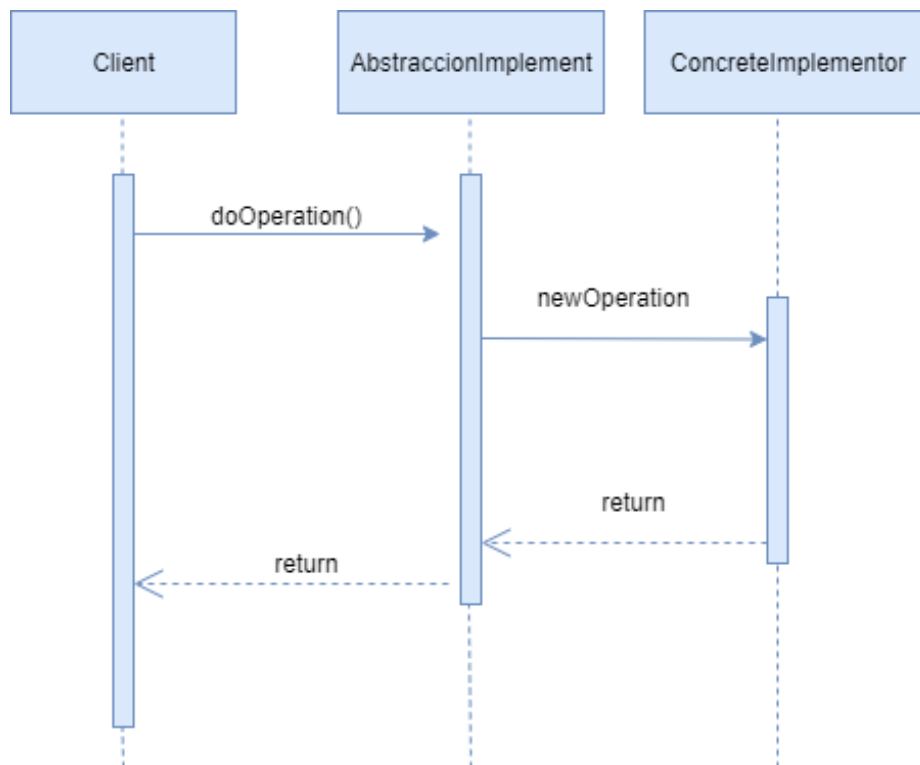 Client
AbstraccionImplement
ConcreteImplementor
doOperation()
newOperation
return
return